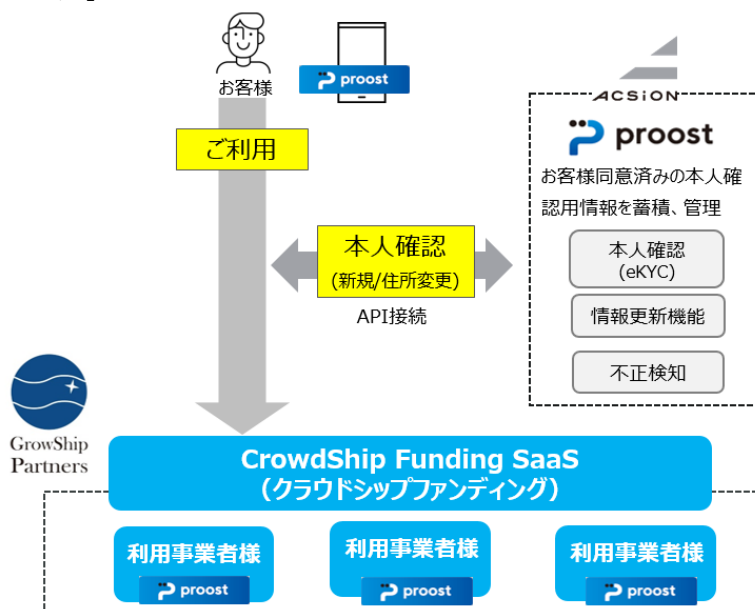 お客様
proost
ご利用
ACSiON
proost
お客様同意済みの本人確
認用情報を蓄積、管理
本人確認
(新規/住所変更)
API接続
本人確認
(eKYC)
情報更新機能
不正検知
GrowShip
Partners
CrowdShip Funding SaaS
(クラウドシップファンディング)
利用事業者様
proost
利用事業者様
proost
利用事業者様
proost